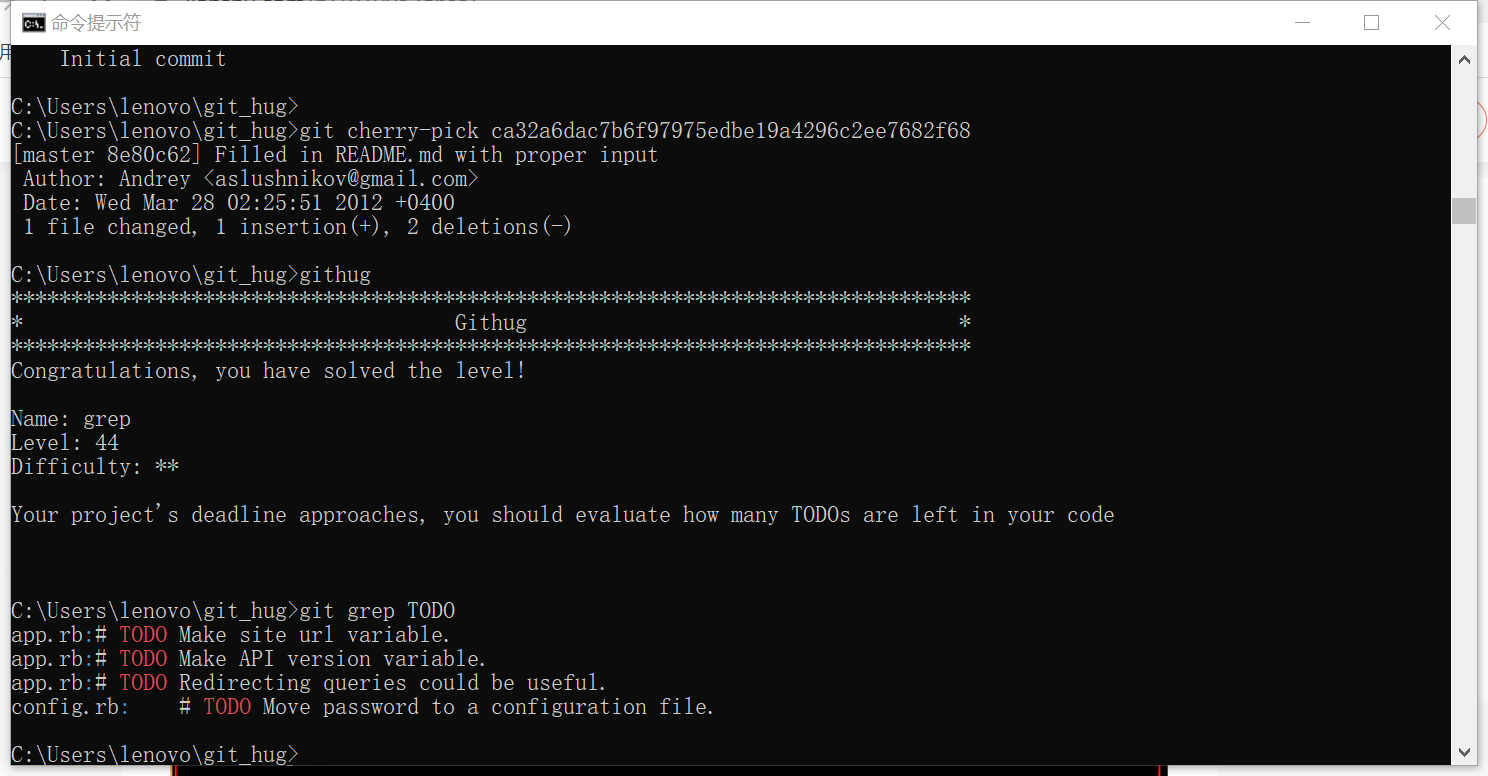 命令提示符
用
Initial commit
C:\Users\lenovo\git_hug>
C:\Users\lenovo\git_hug>git cherry-pick ca32a6dac7b6f97975edbe19a4296c2ee7682f68
[master 8e80c62] Filled in README.md with proper input
Author: Andrey <aslushnikov@gmail.com>
Date: Wed Mar 28 02:25:51 2012 +0400
1 file changed, 1 insertion(+), 2 deletions(-)
C:\Users\lenovo\git_hug>githug
********************************************************************************
* Githug *
********************************************************************************
Congratulations, you have solved the level!
Name: grep
Level: 44
Difficulty: **
Your project's deadline approaches, you should evaluate how many TODOs are left in your code
C:\Users\lenovo\git_hug>git grep TODO
app.rb:# TODO Make site url variable.
app.rb:# TODO Make API version variable.
app.rb:# TODO Redirecting queries could be useful.
config.rb:    # TODO Move password to a configuration file.
C:\Users\lenovo\git_hug>